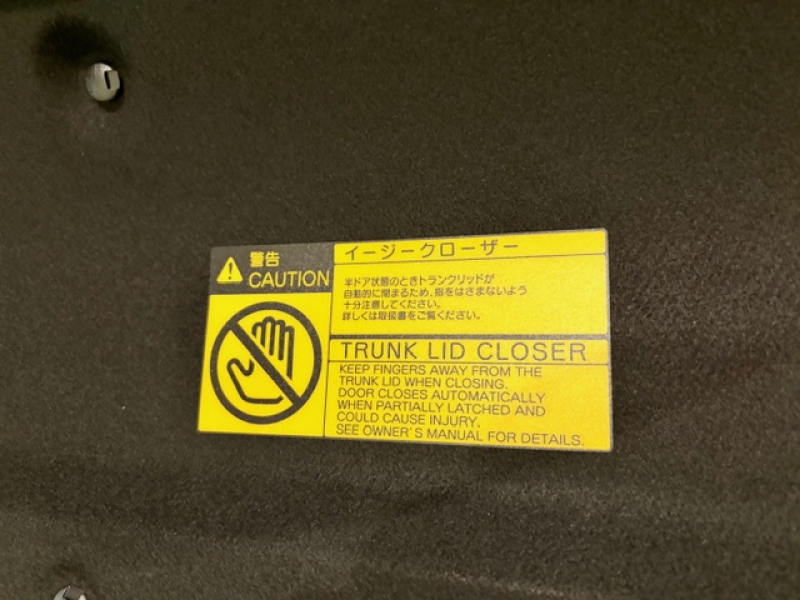 警告
CAUTION
イージークローザー
半ドア状態のときトランクリッドが
自動的に閉まるため、指をはさまないよう
十分注意してください。
詳しくは取扱書をご覧ください。
TRUNK LID CLOSER
KEEP FINGERS AWAY FROM THE
TRUNK LID WHEN CLOSING.
DOOR CLOSES AUTOMATICALLY
WHEN PARTIALLY LATCHED AND
COULD CAUSE INJURY.
SEE OWNER'S MANUAL FOR DETAILS.